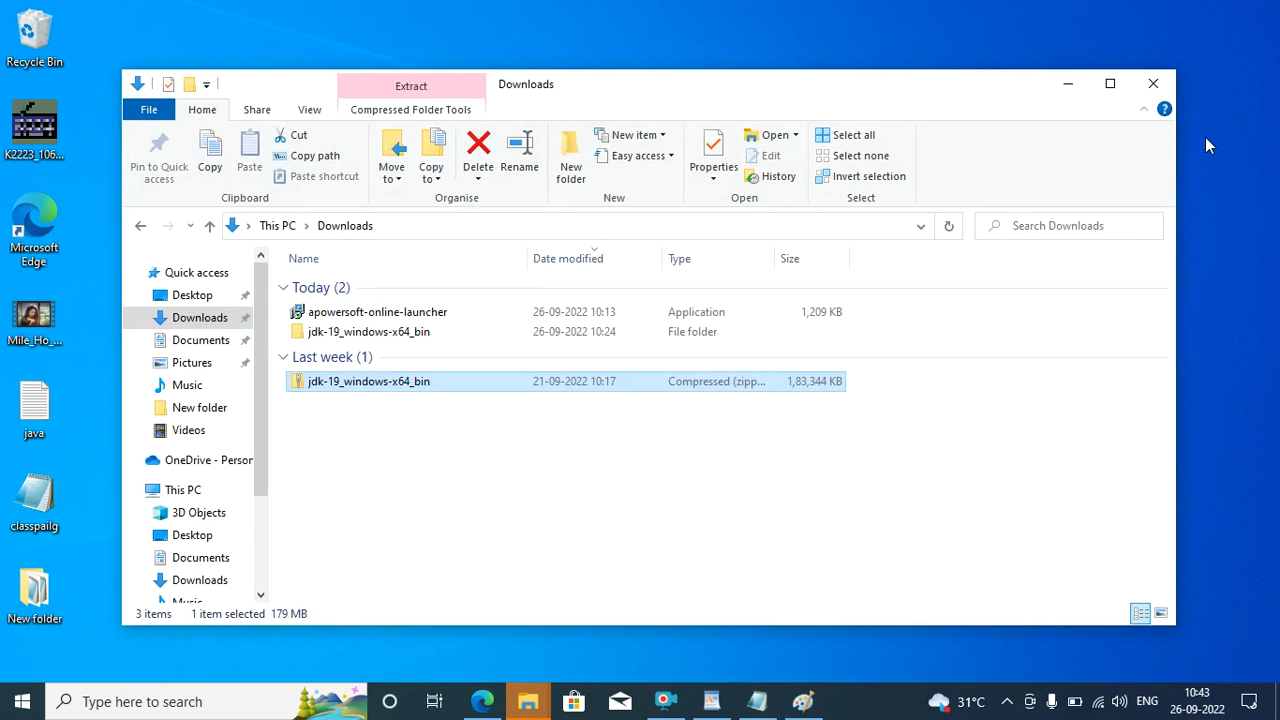 Recycle Bin
K2223_106...
Microsoft
Edge
Mile_Ho_...
java
classpailg
New folder
Extract
Downloads
File
Home
Share
View
Compressed Folder Tools
Pin to Quick
access
Copy
Paste
Cut
Copy path
Paste shortcut
Clipboard
Move
to
Copy
to
Delete
Rename
Organise
New
folder
New item
Easy access
New
Properties
Open
Edit
History
Open
Select all
Select none
Invert selection
Select
This PC
Downloads
Search Downloads
Quick access
Desktop
Downloads
Documents
Pictures
Music
New folder
Videos
OneDrive - Person
This PC
3D Objects
Desktop
Documents
Downloads
Music
Name Date modified Type Size
Today (2)
apowersoft-online-launcher 26-09-2022 10:13 Application 1,209 KB
jdk-19_windows-x64_bin 26-09-2022 10:24 File folder
Last week (1)
jdk-19_windows-x64_bin 21-09-2022 10:17 Compressed (zipp... 1,83,344 KB
3 items 1 item selected 179 MB
Type here to search
31°C
ENG
10:43
26-09-2022